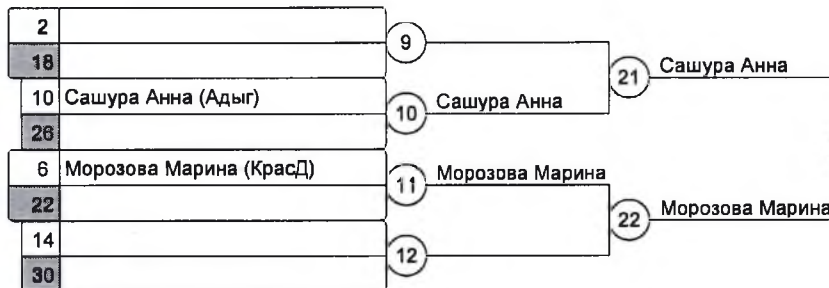 2
9
18
21 Сашура Анна
10 Сашура Анна (Адыг)
10 Сашура Анна
26
6 Морозова Марина (КрасД)
11 Морозова Марина
22
22 Морозова Марина
14
12
30